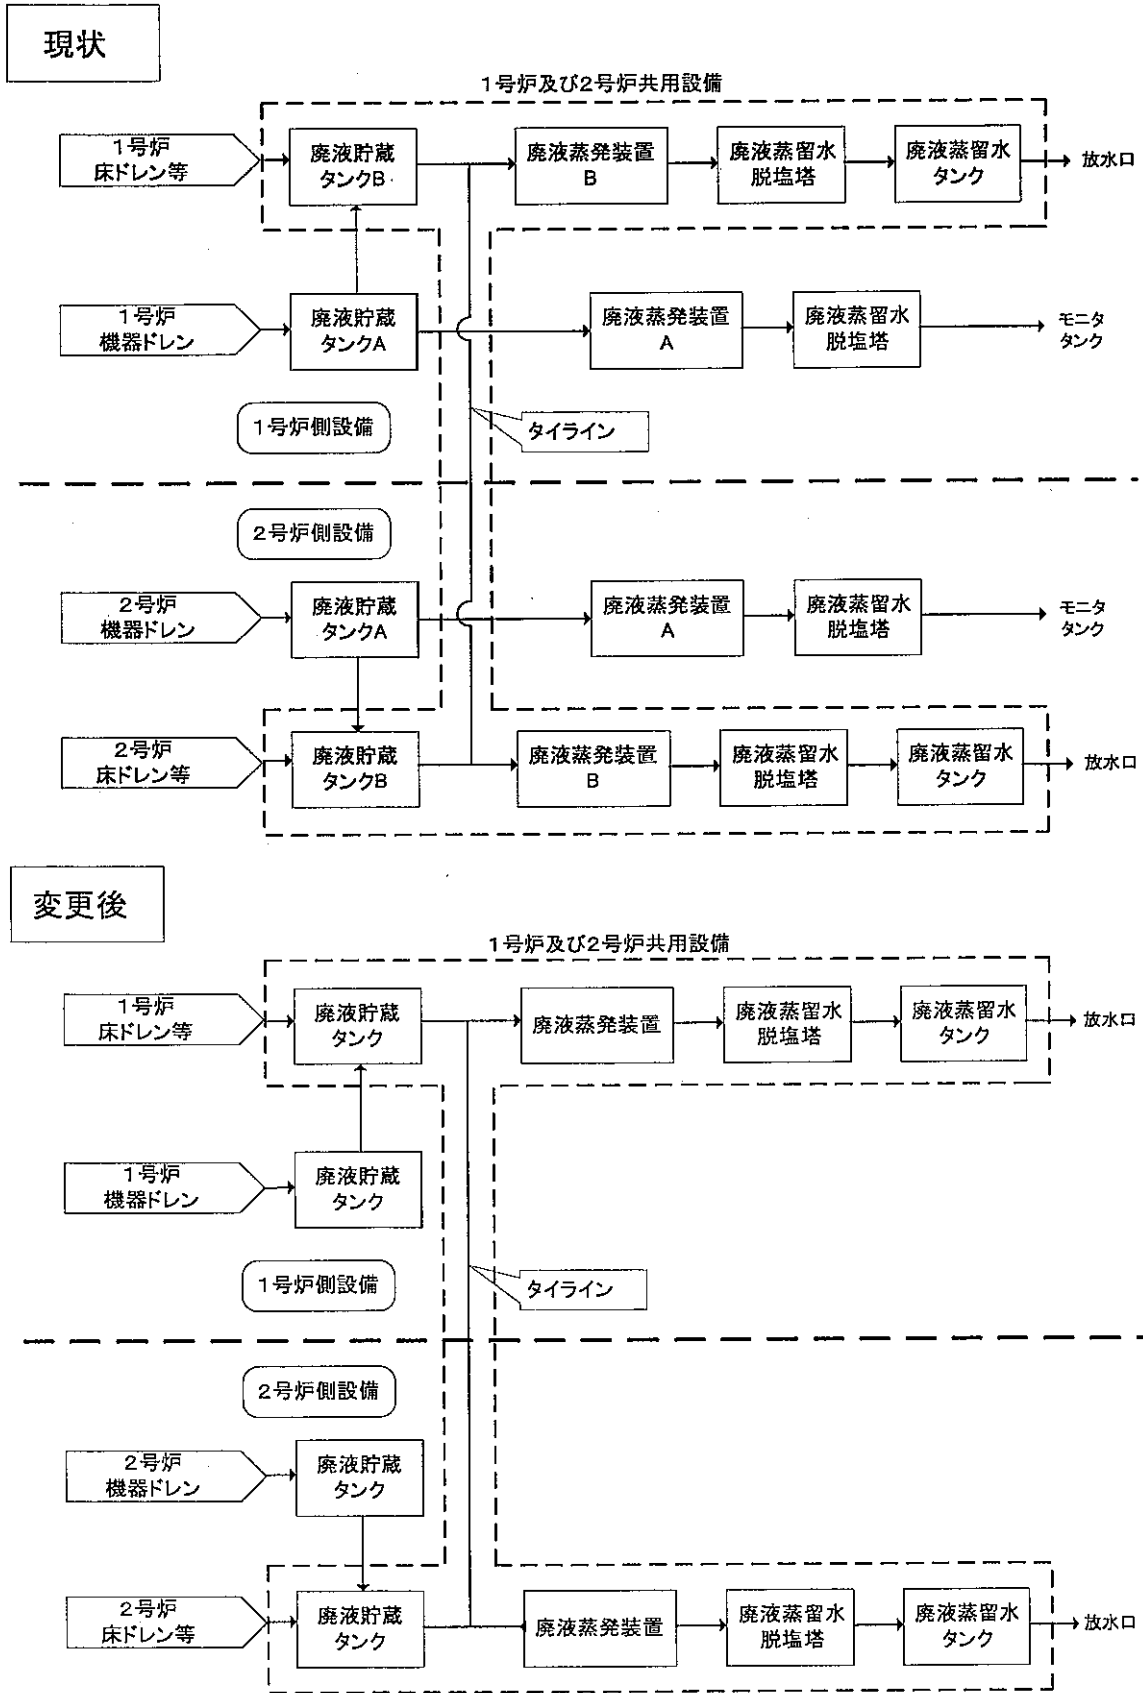 現状
1号炉及び2号炉共用設備
1号炉
床ドレン等
廃液貯蔵
タンクB
廃液蒸発装置
B
廃液蒸留水
脱塩塔
廃液蒸留水
タンク
放水口
1号炉
機器ドレン
廃液貯蔵
タンクA
廃液蒸発装置
A
廃液蒸留水
脱塩塔
モニタ
タンク
1号炉側設備
タイライン
2号炉側設備
2号炉
機器ドレン
廃液貯蔵
タンクA
廃液蒸発装置
A
廃液蒸留水
脱塩塔
モニタ
タンク
2号炉
床ドレン等
廃液貯蔵
タンクB
廃液蒸発装置
B
廃液蒸留水
脱塩塔
廃液蒸留水
タンク
放水口
変更後
1号炉及び2号炉共用設備
1号炉
床ドレン等
廃液貯蔵
タンク
廃液蒸発装置
廃液蒸留水
脱塩塔
廃液蒸留水
タンク
放水口
1号炉
機器ドレン
廃液貯蔵
タンク
1号炉側設備
タイライン
2号炉側設備
2号炉
機器ドレン
廃液貯蔵
タンク
2号炉
床ドレン等
廃液貯蔵
タンク
廃液蒸発装置
廃液蒸留水
脱塩塔
廃液蒸留水
タンク
放水口